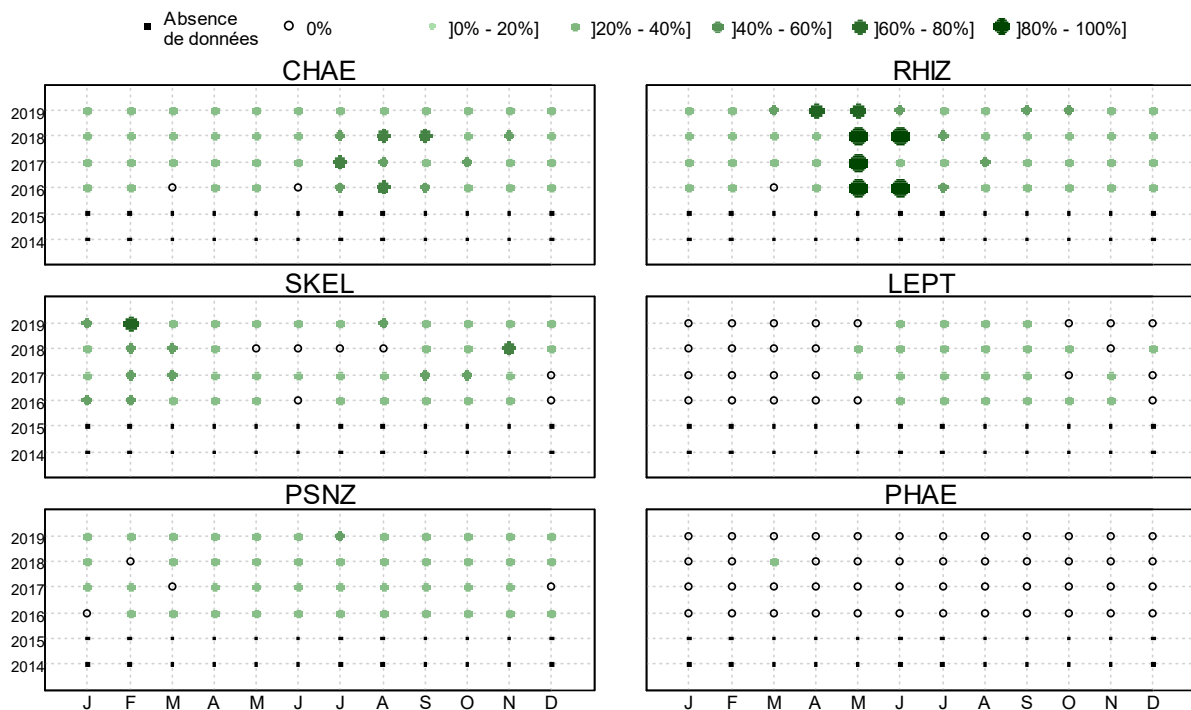 Absence
de données
0%
]0% - 20%]
]20% - 40%]
]40% - 60%]
]60% - 80%]
]80% - 100%]
CHAE
RHIZ
2019
2018
2017
2016
2015
2014
SKEL
LEPT
2019
2018
2017
2016
2015
2014
PSNZ
PHAE
2019
2018
2017
2016
2015
2014
J F M A M J J A S O N D
J F M A M J J A S O N D